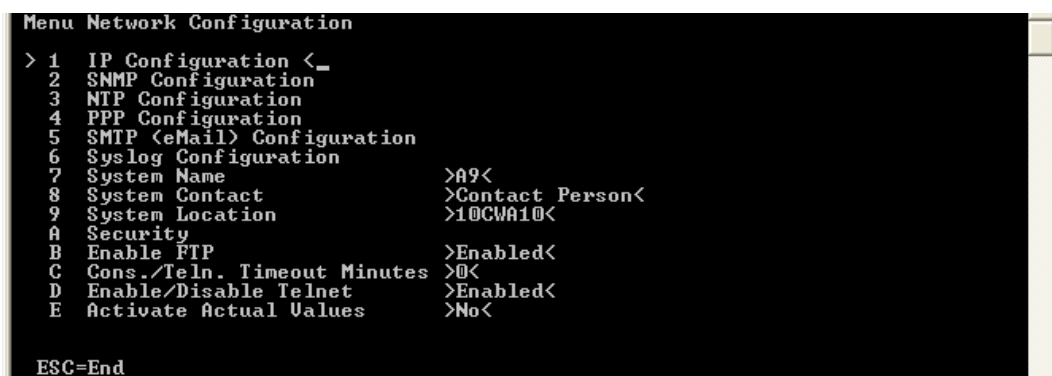 Menu Network Configuration
> 1 IP Configuration <_
2 SNMP Configuration
3 NTP Configuration
4 PPP Configuration
5 SMTP <eMail> Configuration
6 Syslog Configuration
7 System Name >A9<
8 System Contact >Contact Person<
9 System Location >10CWA10<
A Security
B Enable FTP >Enabled<
C Cons./Teln. Timeout Minutes >0<
D Enable/Disable Telnet >Enabled<
E Activate Actual Values >No<
ESC=End